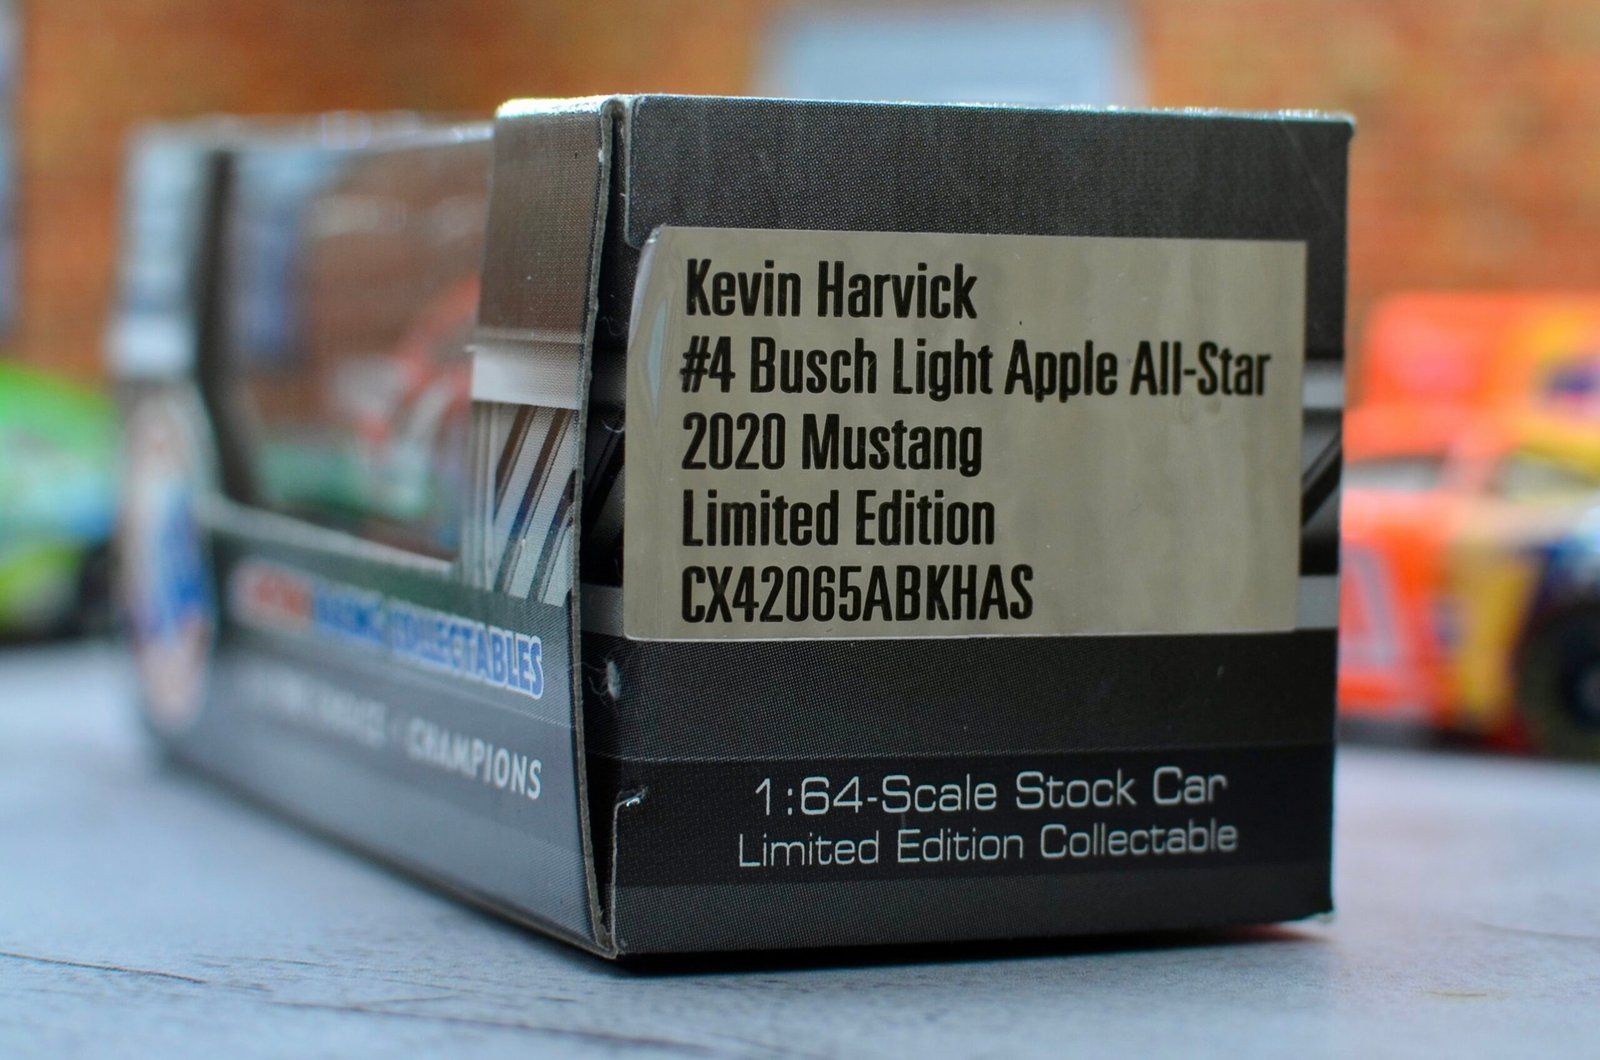 Kevin Harvick
#4 Busch Light Apple All-Star
2020 Mustang
Limited Edition
CX42065ABKHAS
1:64-Scale Stock Car
Limited Edition Collectable
COLLECTABLES
CHAMPIONS